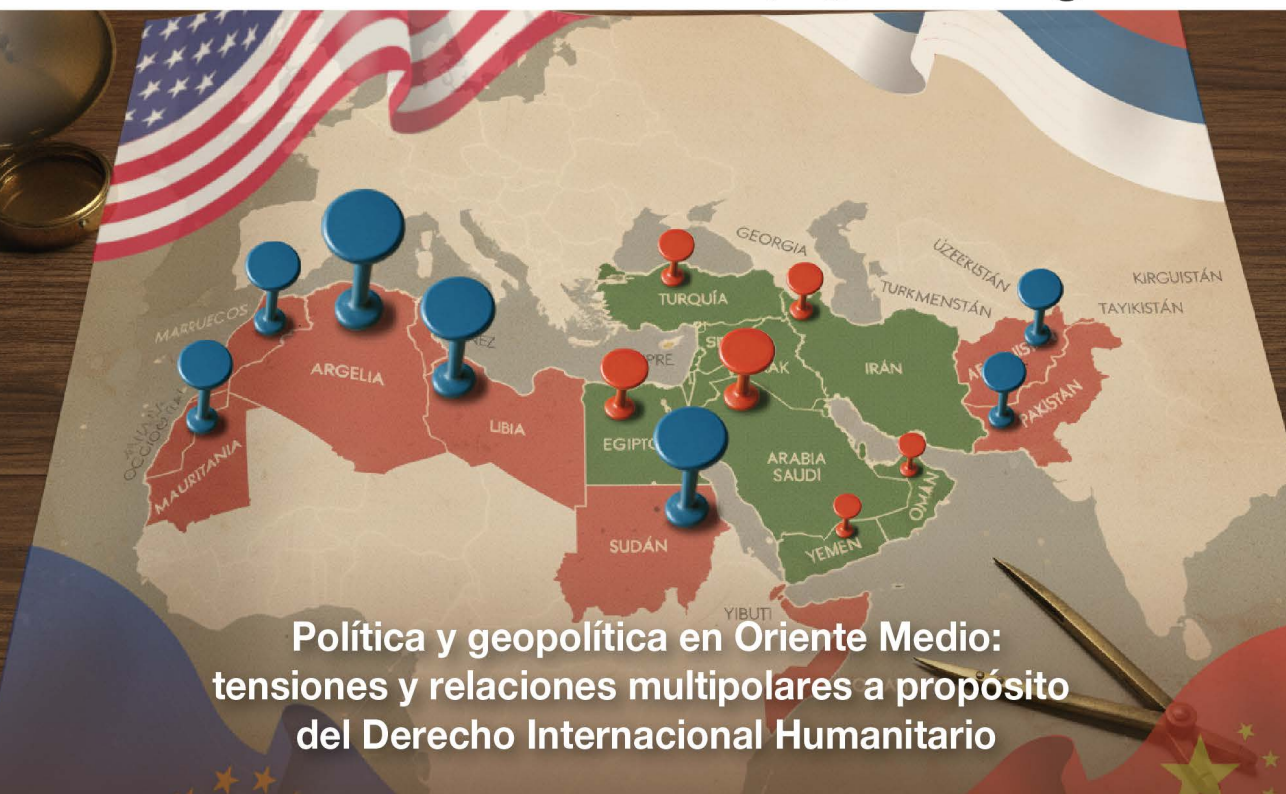 GEORGIA
ÚZEEKISTÁN
KIRGUISTÁN
TURKMENSTÁN
TAYIKISTÁN
MARRUECOS
TURQUÍA
ARGELIA
IRÁN
LIBIA
EGIPTO
ARABIA
SAUDÍ
PAKISTÁN
MAURITANIA
OMÁN
SUDÁN
YEMEN
YIBUTI
Política y geopolítica en Oriente Medio:
tensiones y relaciones multipolares a propósito
del Derecho Internacional Humanitario